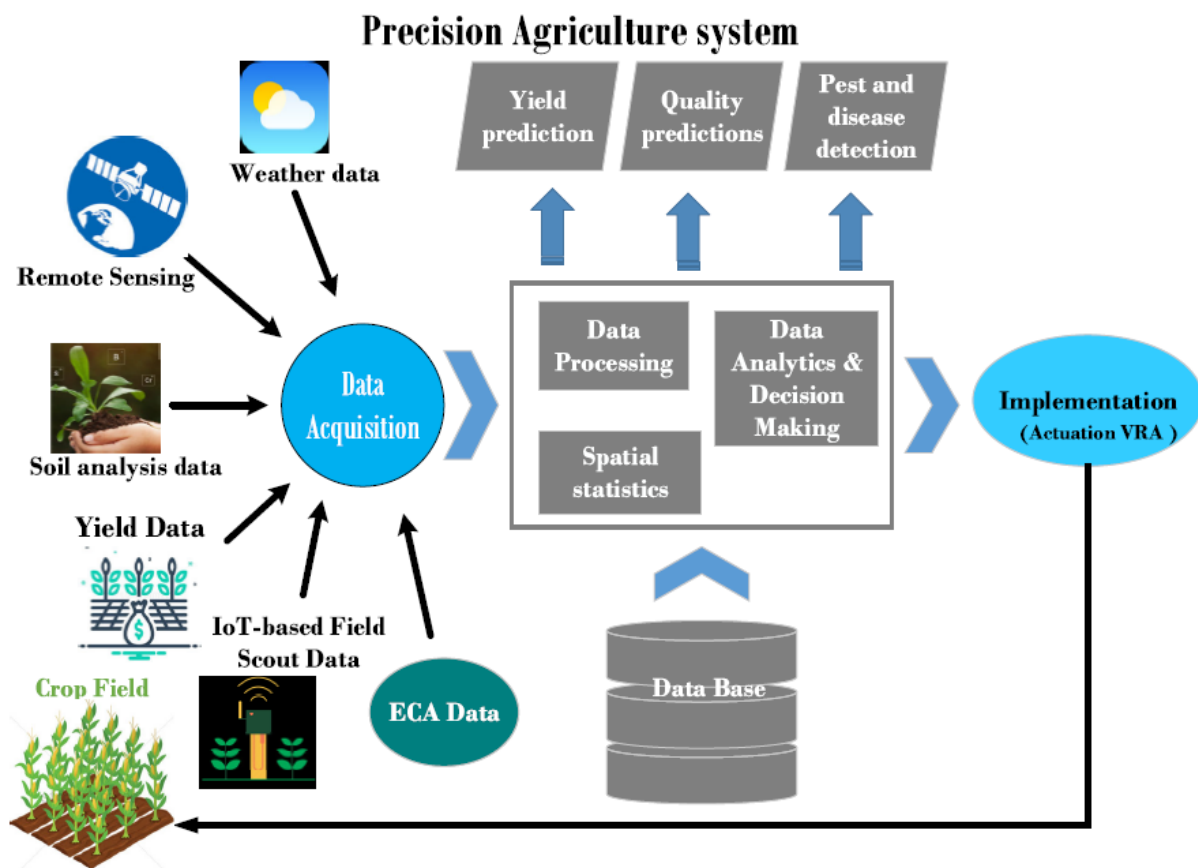 Precision Agriculture system
Weather data
Remote Sensing
Soil analysis data
Yield Data
IoT-based Field
Scout Data
ECA Data
Crop Field
Data
Acquisition
Yield
prediction
Quality
predictions
Pest and
disease
detection
Data
Processing
Spatial
statistics
Data
Analytics &
Decision
Making
Data Base
Implementation
(Actuation VRA )